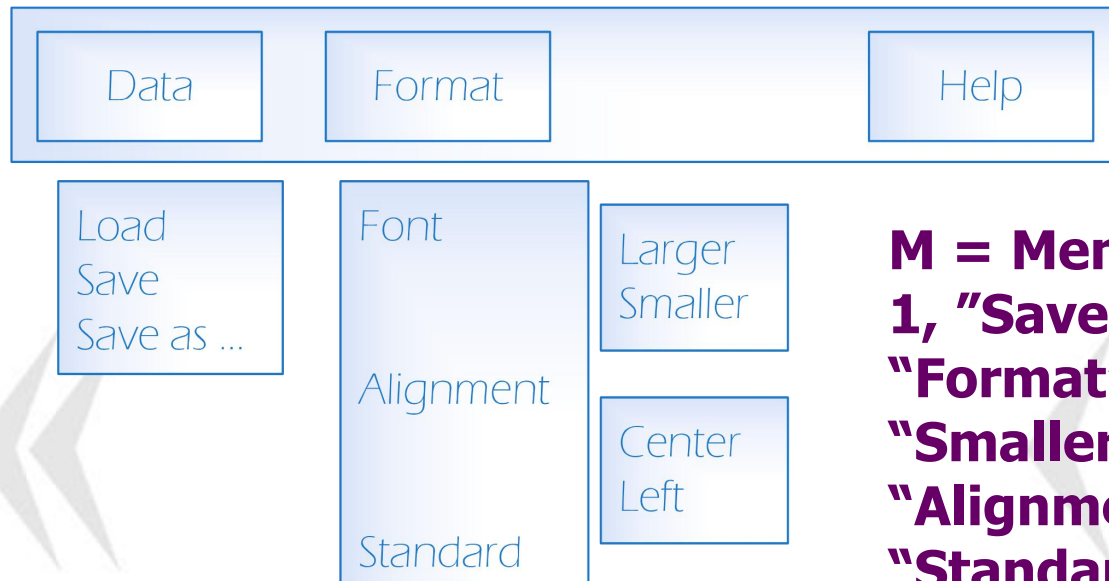 Data
Format
Help
Load
Save
Save as ...
Font
Alignment
Standard
Larger
Smaller
Center
Left
M = Mer
1, ”Save
“Format
“Smaller
“Alignme
“Standar